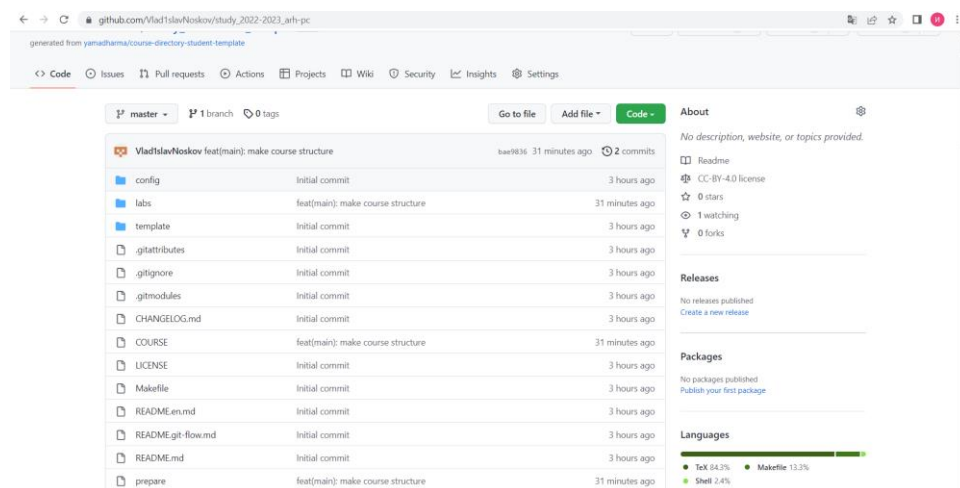 github.com/Vlad1slavNoskov/study_2022-2023_arh-pc
И
generated from yamadharma/course-directory-student-template
<> Code Issues Pull requests Actions Projects Wiki Security Insights Settings
master 1 branch 0 tags Go to file Add file Code
Vlad1slavNoskov feat(main): make course structure bae9836 31 minutes ago 2 commits
config Initial commit 3 hours ago
labs feat(main): make course structure 31 minutes ago
template Initial commit 3 hours ago
.gitattributes Initial commit 3 hours ago
.gitignore Initial commit 3 hours ago
.gitmodules Initial commit 3 hours ago
CHANGELOG.md Initial commit 3 hours ago
COURSE feat(main): make course structure 31 minutes ago
LICENSE Initial commit 3 hours ago
Makefile Initial commit 3 hours ago
README.en.md Initial commit 3 hours ago
README.git-flow.md Initial commit 3 hours ago
README.md Initial commit 3 hours ago
prepare feat(main): make course structure 31 minutes ago
About
No description, website, or topics provided.
Readme
CC-BY-4.0 license
0 stars
1 watching
0 forks
Releases
No releases published
Create a new release
Packages
No packages published
Publish your first package
Languages
TeX 84.3% Makefile 13.3%
Shell 2.4%